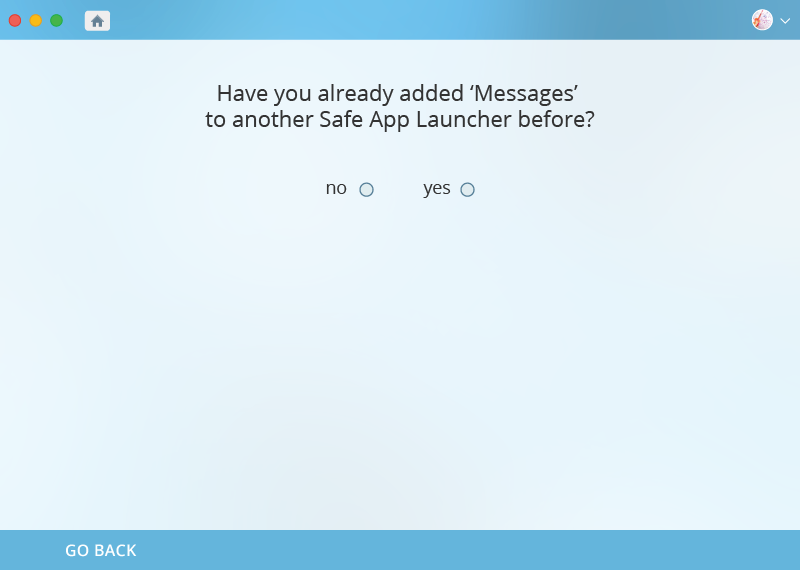 Have you already added ‘Messages’
to another Safe App Launcher before?
no yes
GO BACK